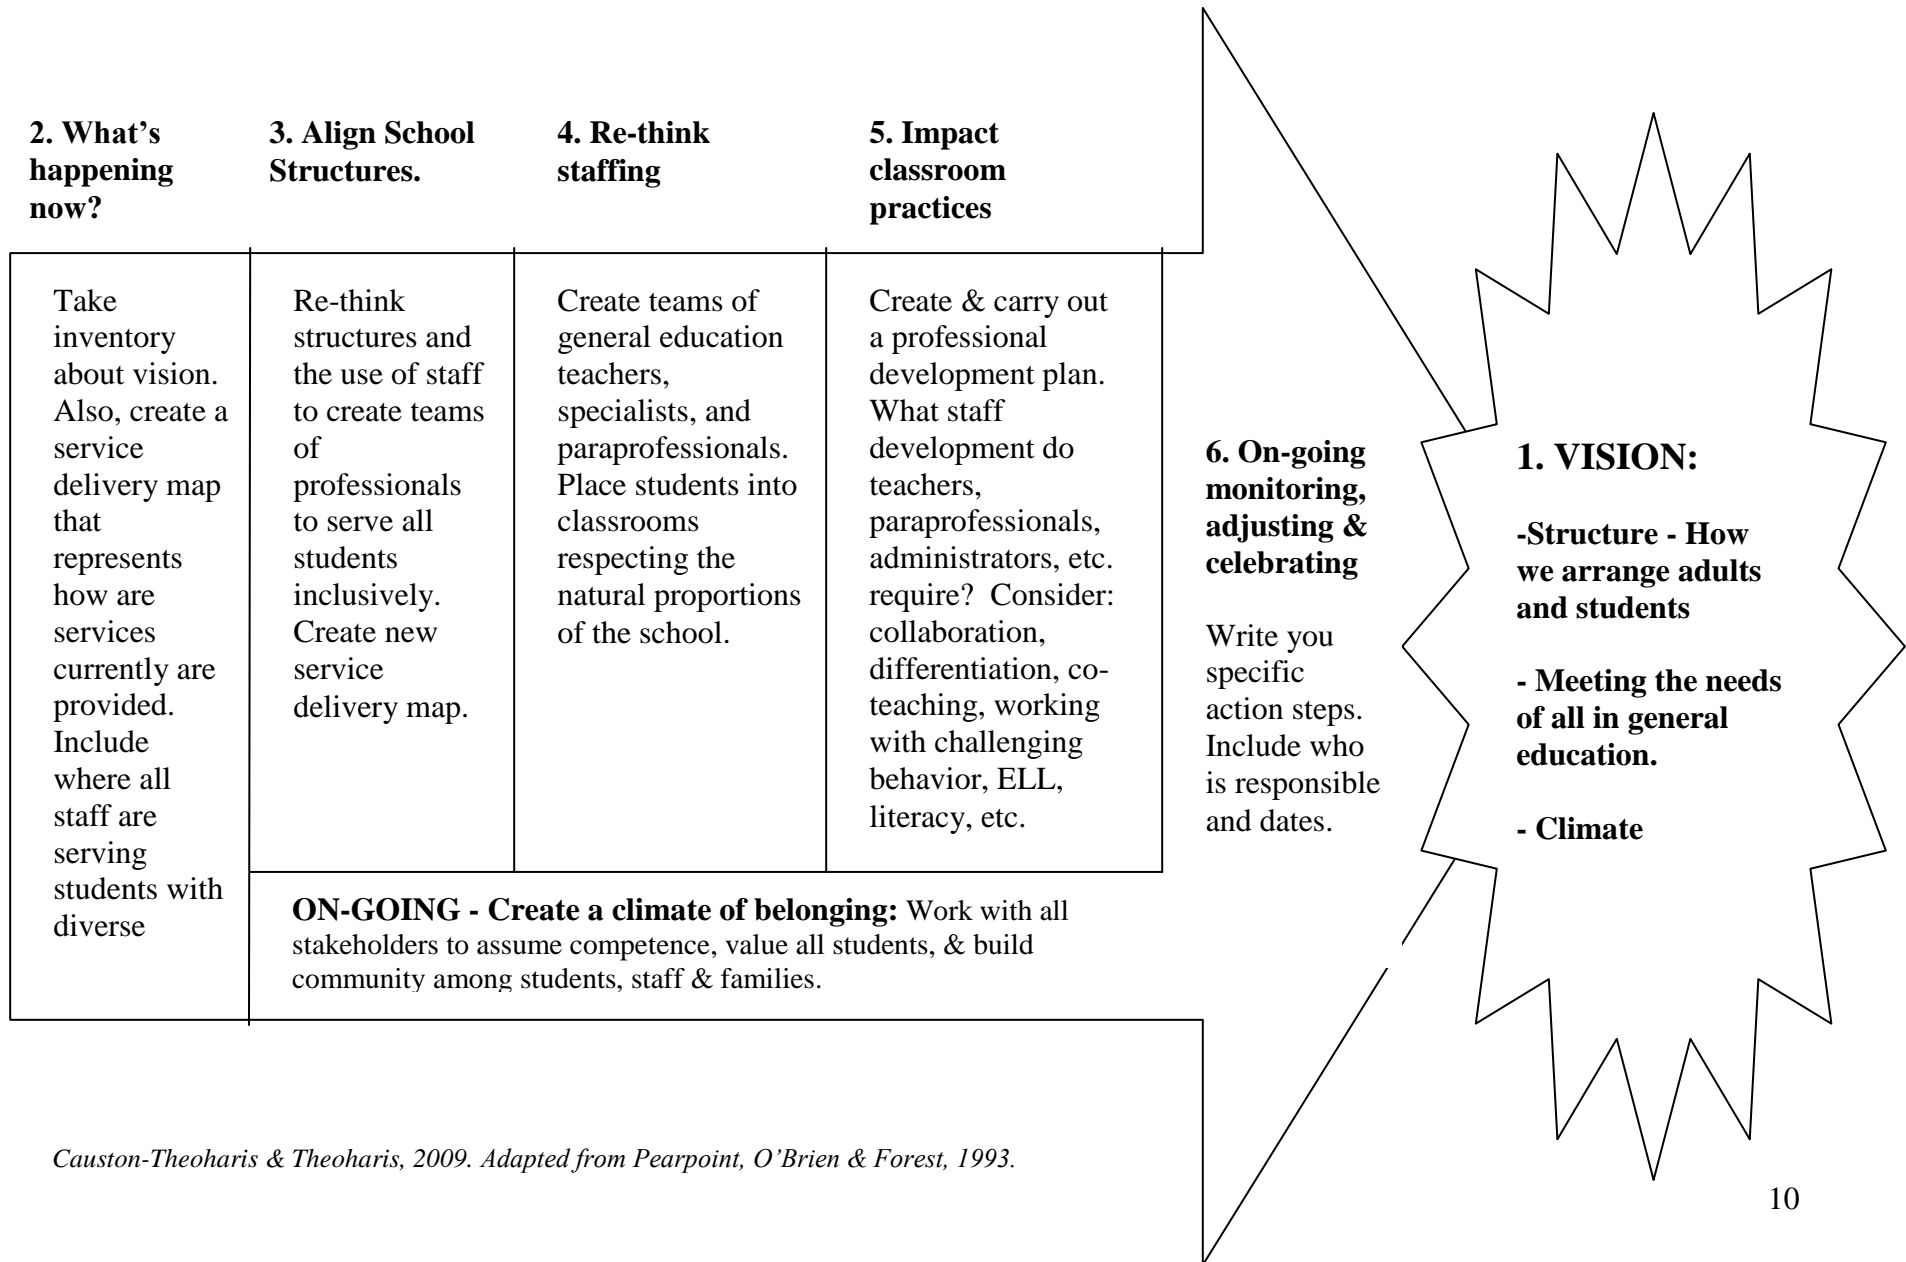 2. What's
happening
now?
3. Align School
Structures.
4. Re-think
staffing
5. Impact
classroom
practices
Take
inventory
about vision.
Also, create a
service
delivery map
that
represents
how are
services
currently are
provided.
Include
where all
staff are
serving
students with
diverse
Re-think
structures and
the use of staff
to create teams
of
professionals
to serve all
students
inclusively.
Create new
service
delivery map.
Create teams of
general education
teachers,
specialists, and
paraprofessionals.
Place students into
classrooms
respecting the
natural proportions
of the school.
Create & carry out
a professional
development plan.
What staff
development do
teachers,
paraprofessionals,
administrators, etc.
require?  Consider:
collaboration,
differentiation, co-
teaching, working
with challenging
behavior, ELL,
literacy, etc.
ON-GOING - Create a climate of belonging: Work with all
stakeholders to assume competence, value all students, & build
community among students, staff & families.
6. On-going
monitoring,
adjusting &
celebrating
Write you
specific
action steps.
Include who
is responsible
and dates.
1. VISION:
-Structure - How
we arrange adults
and students
- Meeting the needs
of all in general
education.
- Climate
Causton-Theoharis & Theoharis, 2009. Adapted from Pearpoint, O'Brien & Forest, 1993.
10